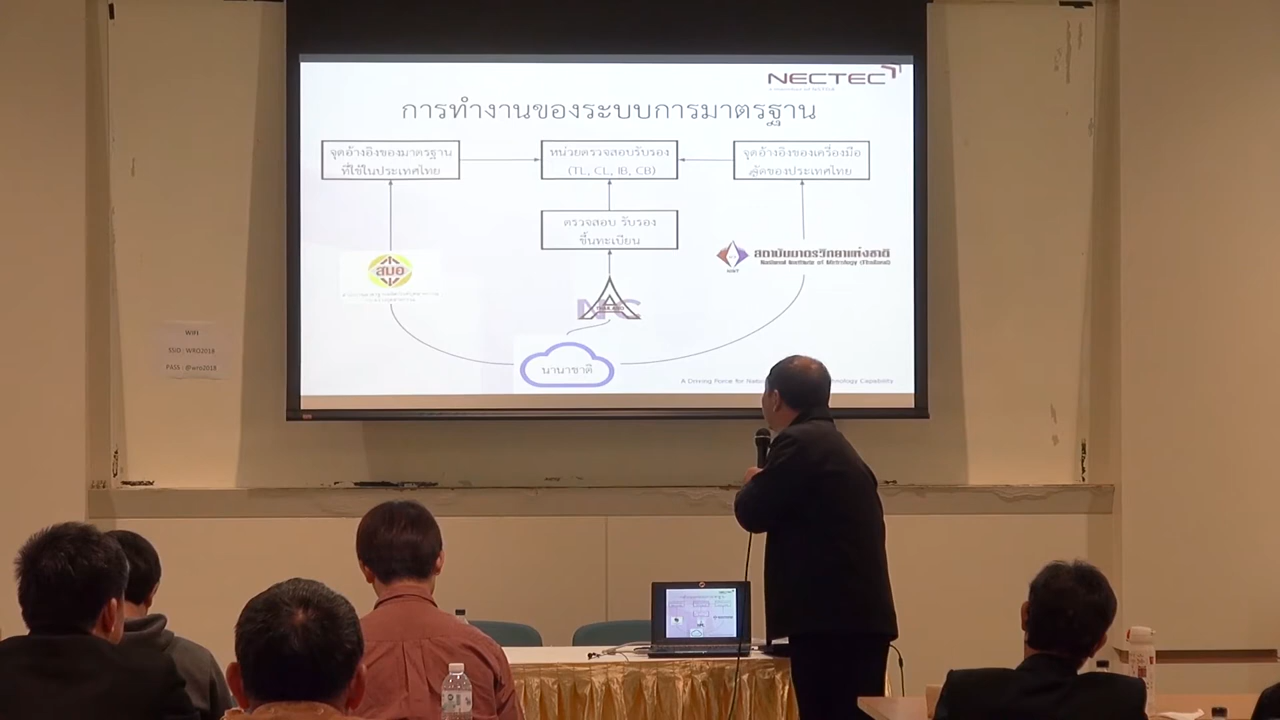 NECTEC
a member of NSTDA
การทำงานของระบบการมาตรฐาน
จุดอ้างอิงของมาตรฐาน
ที่ใช้ในประเทศไทย
หน่วยตรวจสอบรับรอง
(TL, CL, IB, CB)
จุดอ้างอิงของเครื่องมือ
วัดของประเทศไทย
ตรวจสอบ รับรอง
ขึ้นทะเบียน
สมอ
สถาบันมาตรวิทยาแห่งชาติ
National Institute of Metrology (Thailand)
NIMT
NAC
นานาชาติ
A Driving Force for
Technology Capability
WIFI
SSID : WRO2018
PASS : @wro2018